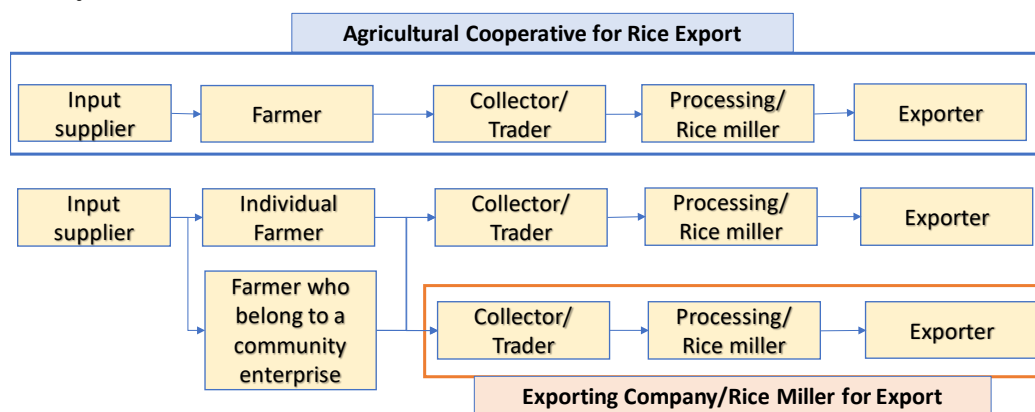 Agricultural Cooperative for Rice Export
Input
supplier
Farmer
Collector/
Trader
Processing/
Rice miller
Exporter
Input
supplier
Individual
Farmer
Collector/
Trader
Processing/
Rice miller
Exporter
Farmer who
belong to a
community
enterprise
Collector/
Trader
Processing/
Rice miller
Exporter
Exporting Company/Rice Miller for Export